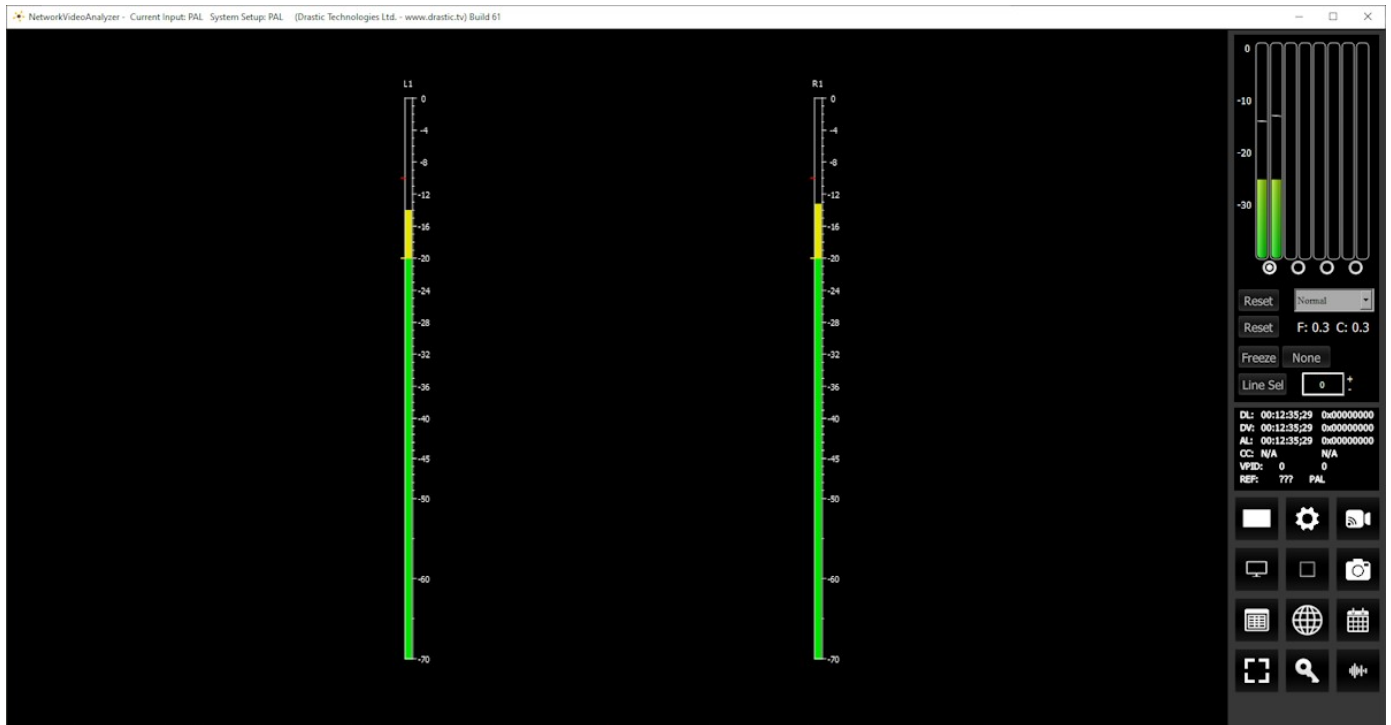 NetworkVideoAnalyzer - Current Input: PAL System Setup: PAL (Drastic Technologies Ltd. - www.drastic.tv) Build 61
L1
0
-4
-8
-12
-16
-20
-24
-28
-32
-36
-40
-45
-50
-60
-70
R1
0
-4
-8
-12
-16
-20
-24
-28
-32
-36
-40
-45
-50
-60
-70
0
-10
-20
-30
Reset Normal
Reset F: 0.3 C: 0.3
Freeze None
Line Sel 0 + -
DL: 00:12:35;29 0x00000000
DV: 00:12:35;29 0x00000000
AL: 00:12:35;29 0x00000000
CC: N/A N/A
VPID: 0 0
REF: ??? PAL